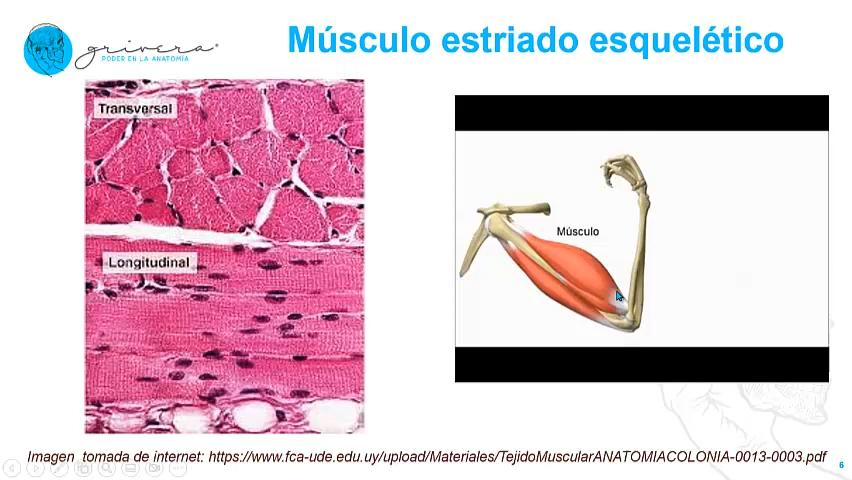 grivera®
PODER EN LA ANATOMÍA
Músculo estriado esquelético
Transversal
Longitudinal
Músculo
Imagen tomada de internet: https://www.fca-ude.edu.uy/upload/Materiales/TejidoMuscularANATOMIACOLONIA-0013-0003.pdf
6